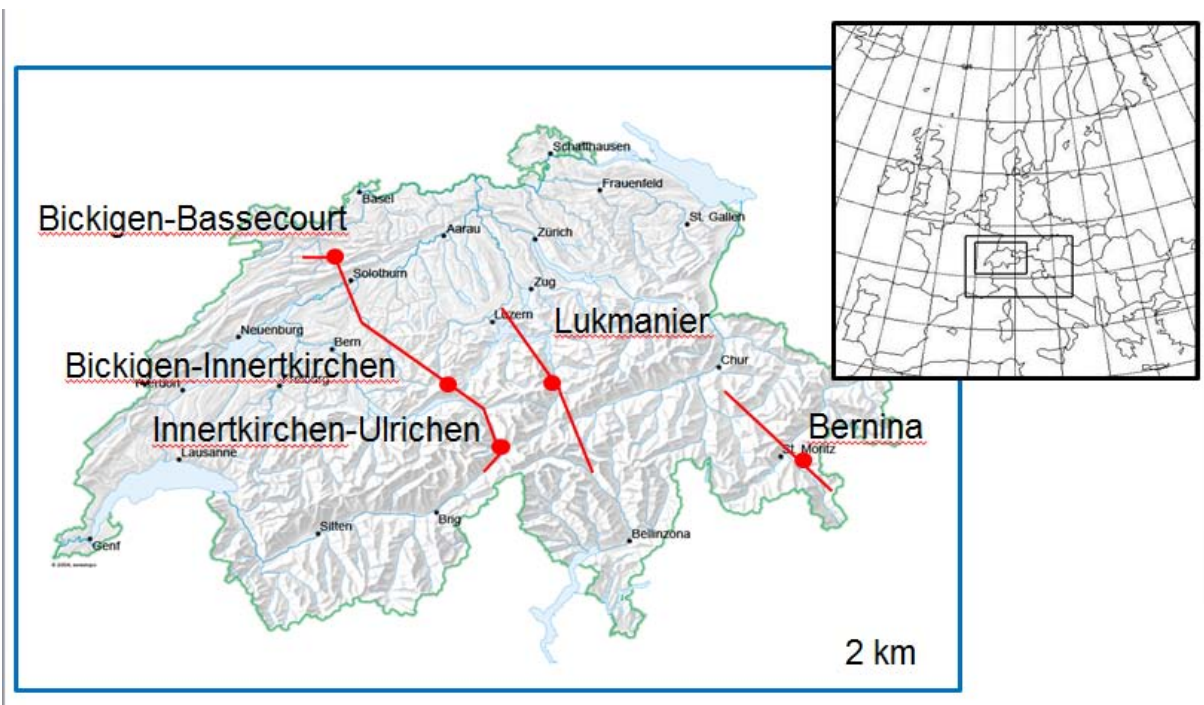 Schaffhausen
Frauenfeld
Basel
Bickigen-Bassecourt
St. Gallen
Aarau
Zürich
Solothurn
Zug
Luzern
Lukmanier
Neuenburg
Bern
Bickigen-Innertkirchen
Chur
Innertkirchen-Ulrichen
Bernina
St. Moritz
Lausanne
Sitten
Brig
Bellinzona
Genf
2 km